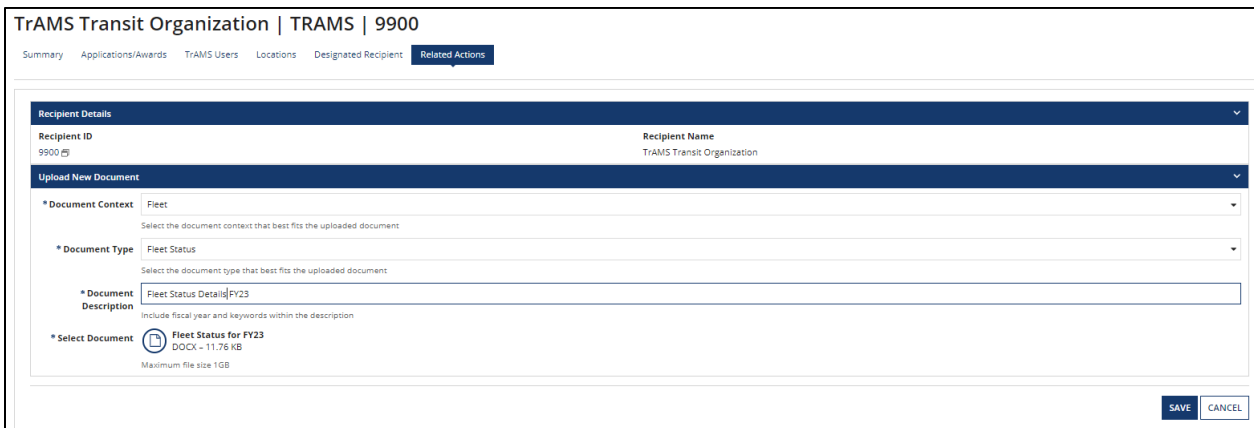 TrAMS Transit Organization | TRAMS | 9900
Summary Applications/Awards TrAMS Users Locations Designated Recipient Related Actions
Recipient Details
Recipient ID Recipient Name
9900 TrAMS Transit Organization
Upload New Document
* Document Context Fleet
Select the document context that best fits the uploaded document
* Document Type Fleet Status
Select the document type that best fits the uploaded document
* Document Description Fleet Status Details FY23
Include fiscal year and keywords within the description
* Select Document Fleet Status for FY23
DOCX – 11.76 KB
Maximum file size 1GB
SAVE CANCEL